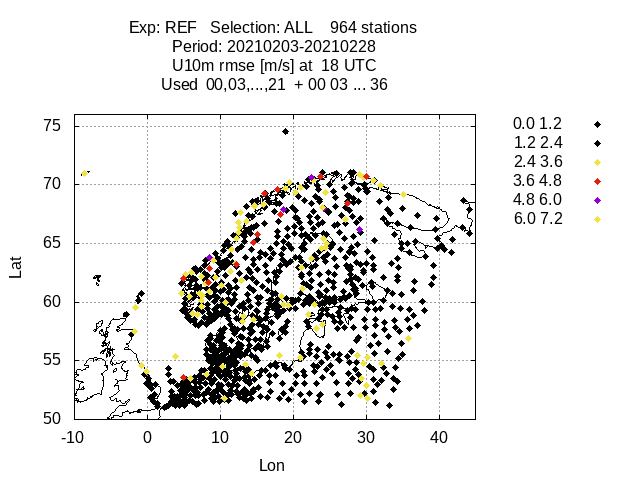 Exp: REF   Selection: ALL    964 stations
Period: 20210203-20210228
U10m rmse [m/s] at  18 UTC
Used  00,03,...,21  + 00 03 ... 36
0.0 1.2
1.2 2.4
2.4 3.6
3.6 4.8
4.8 6.0
6.0 7.2
75
70
65
60
55
50
Lat
-10 0 10 20 30 40
Lon